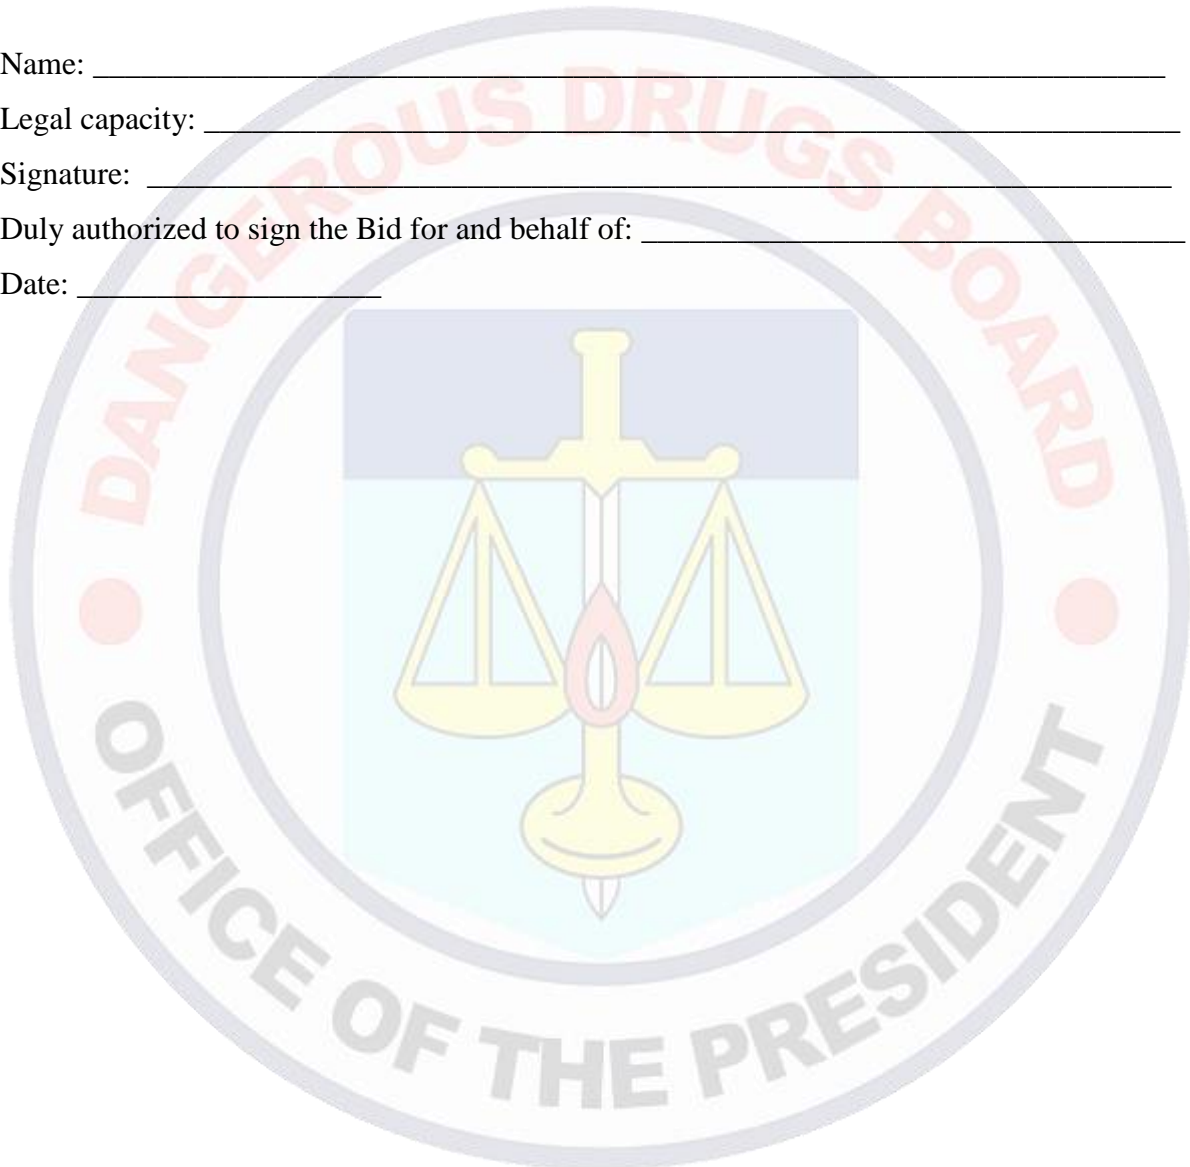 Name: ___________________________________________________________________
Legal capacity: _____________________________________________________________
Signature: ________________________________________________________________
Duly authorized to sign the Bid for and behalf of: __________________________________
Date: ___________________
DANGEROUS DRUGS BOARD
OFFICE OF THE PRESIDENT